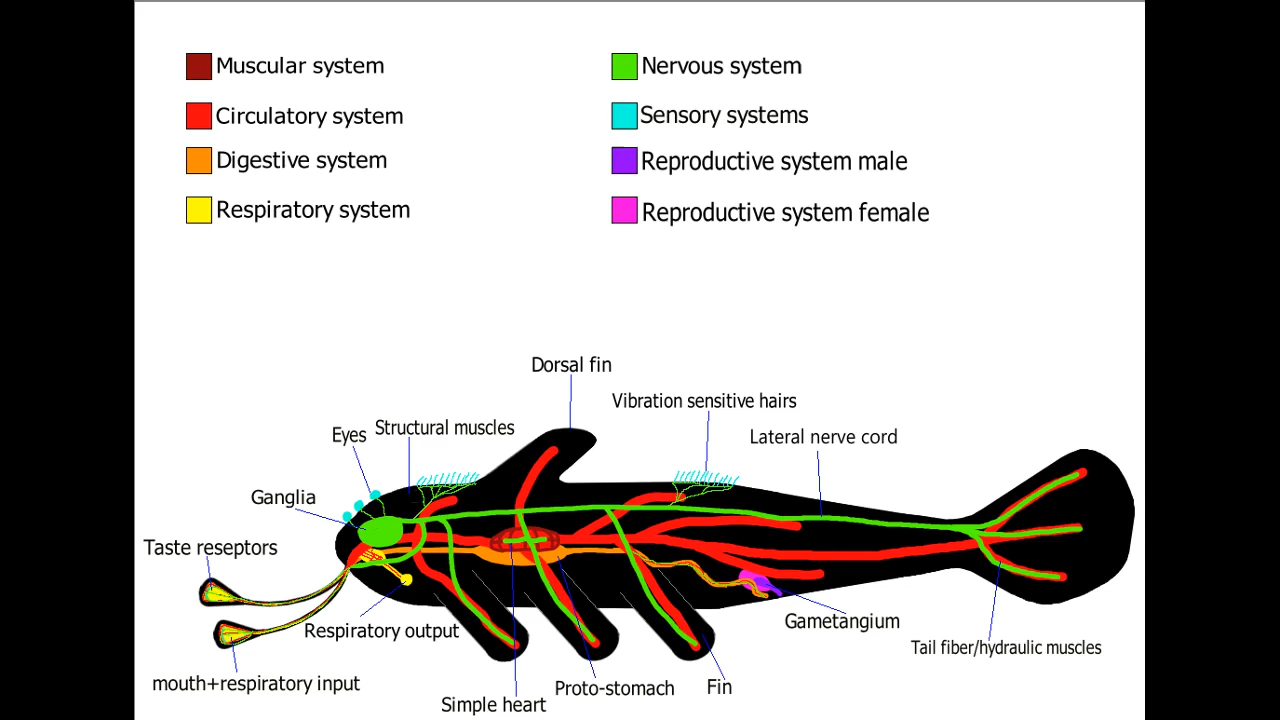 Muscular system
Nervous system
Circulatory system
Sensory systems
Digestive system
Reproductive system male
Respiratory system
Reproductive system female
Dorsal fin
Vibration sensitive hairs
Structural muscles
Eyes
Lateral nerve cord
Ganglia
Taste reseptors
Respiratory output
Gametangium
Tail fiber/hydraulic muscles
mouth+respiratory input
Proto-stomach
Fin
Simple heart